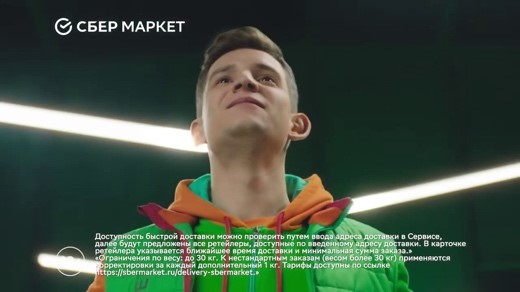 СБЕР МАРКЕТ
Доступность быстрой доставки можно проверить путем ввода адреса доставки в Сервисе,
далее будут предложены все ретейлеры, доступные по введенному адресу доставки. В карточке
ретейлера указывается ближайшее время доставки и минимальная сумма заказа.»
«Ограничения по весу: до 30 кг. К нестандартным заказам (весом более 30 кг) применяются
корректировки за каждый дополнительный 1 кг. Тарифы доступны по ссылке
https://sbermarket.ru/delivery-sbermarket.»